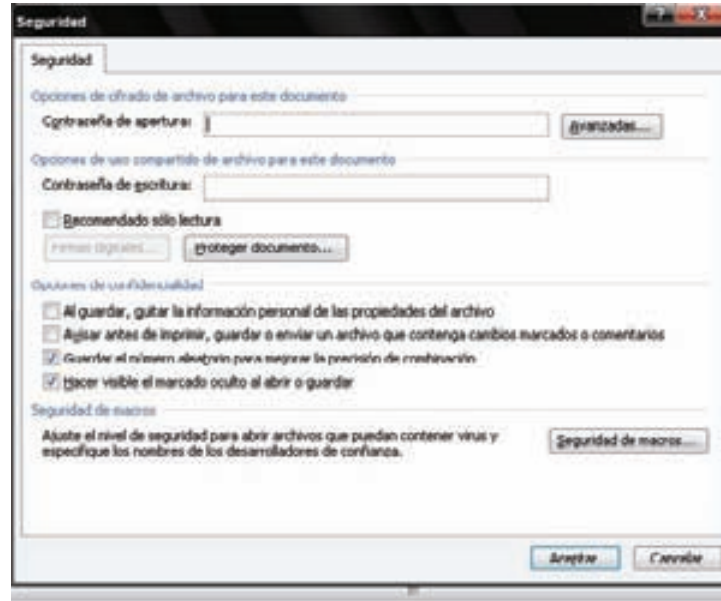 Seguridad
Seguridad
Opciones de cifrado de archivo para este documento
Contraseña de apertura:
Avanzadas...
Opciones de uso compartido de archivo para este documento
Contraseña de escritura:
Recomendado sólo lectura
Firmas digitales...
Proteger documento...
Opciones de confidencialidad
Al guardar, quitar la información personal de las propiedades del archivo
Avisar antes de imprimir, guardar o enviar un archivo que contenga cambios marcados o comentarios
Guardar el número aleatorio para mejorar la precisión de combinación
Hacer visible el marcado oculto al abrir o guardar
Seguridad de macros
Ajuste el nivel de seguridad para abrir archivos que puedan contener virus y
especifique los nombres de los desarrolladores de confianza.
Seguridad de macros...
Aceptar
Cancelar